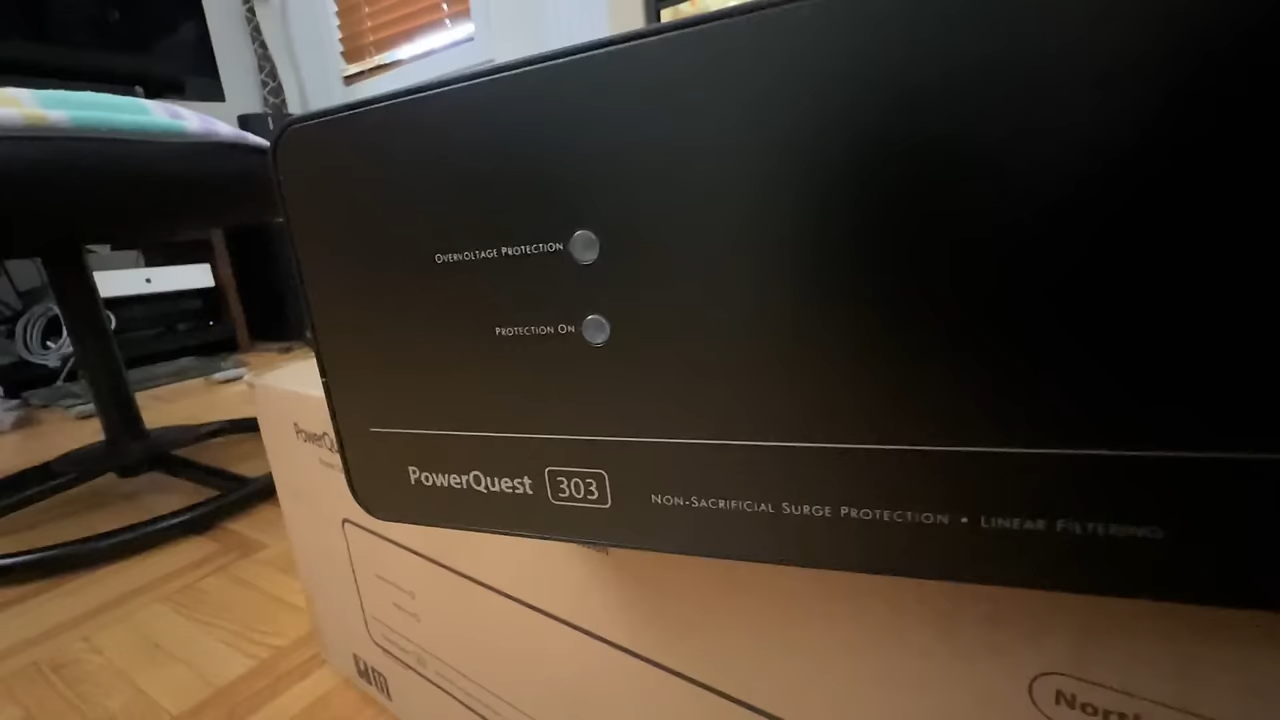 OVERVOLTAGE PROTECTION
PROTECTION ON
PowerQuest 303
NON-SACRIFICIAL SURGE PROTECTION • LINEAR FILTERING